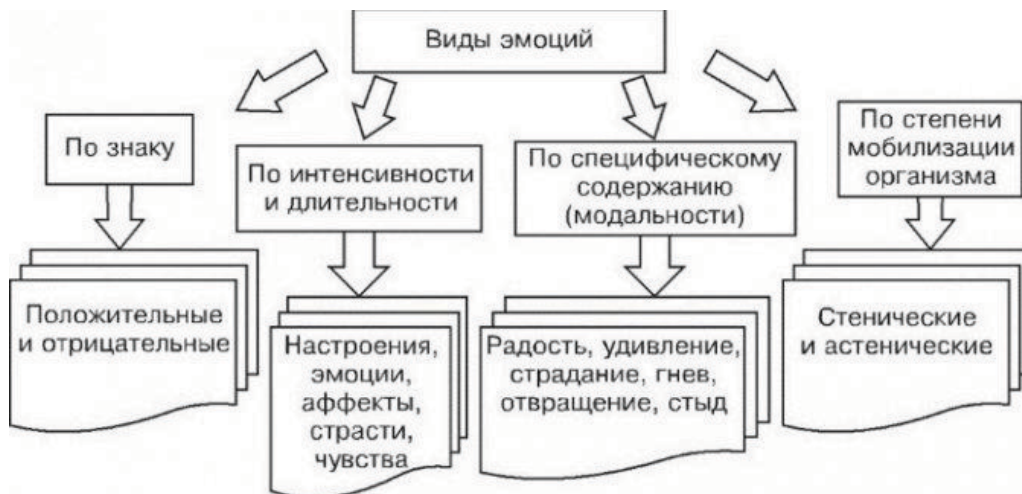 Виды эмоций
По знаку
По интенсивности
и длительности
По специфическому
содержанию
(модальности)
По степени
мобилизации
организма
Положительные
и отрицательные
Настроения,
эмоции,
аффекты,
страсти,
чувства
Радость, удивление,
страдание, гнев,
отвращение, стыд
Стенические
и астенические